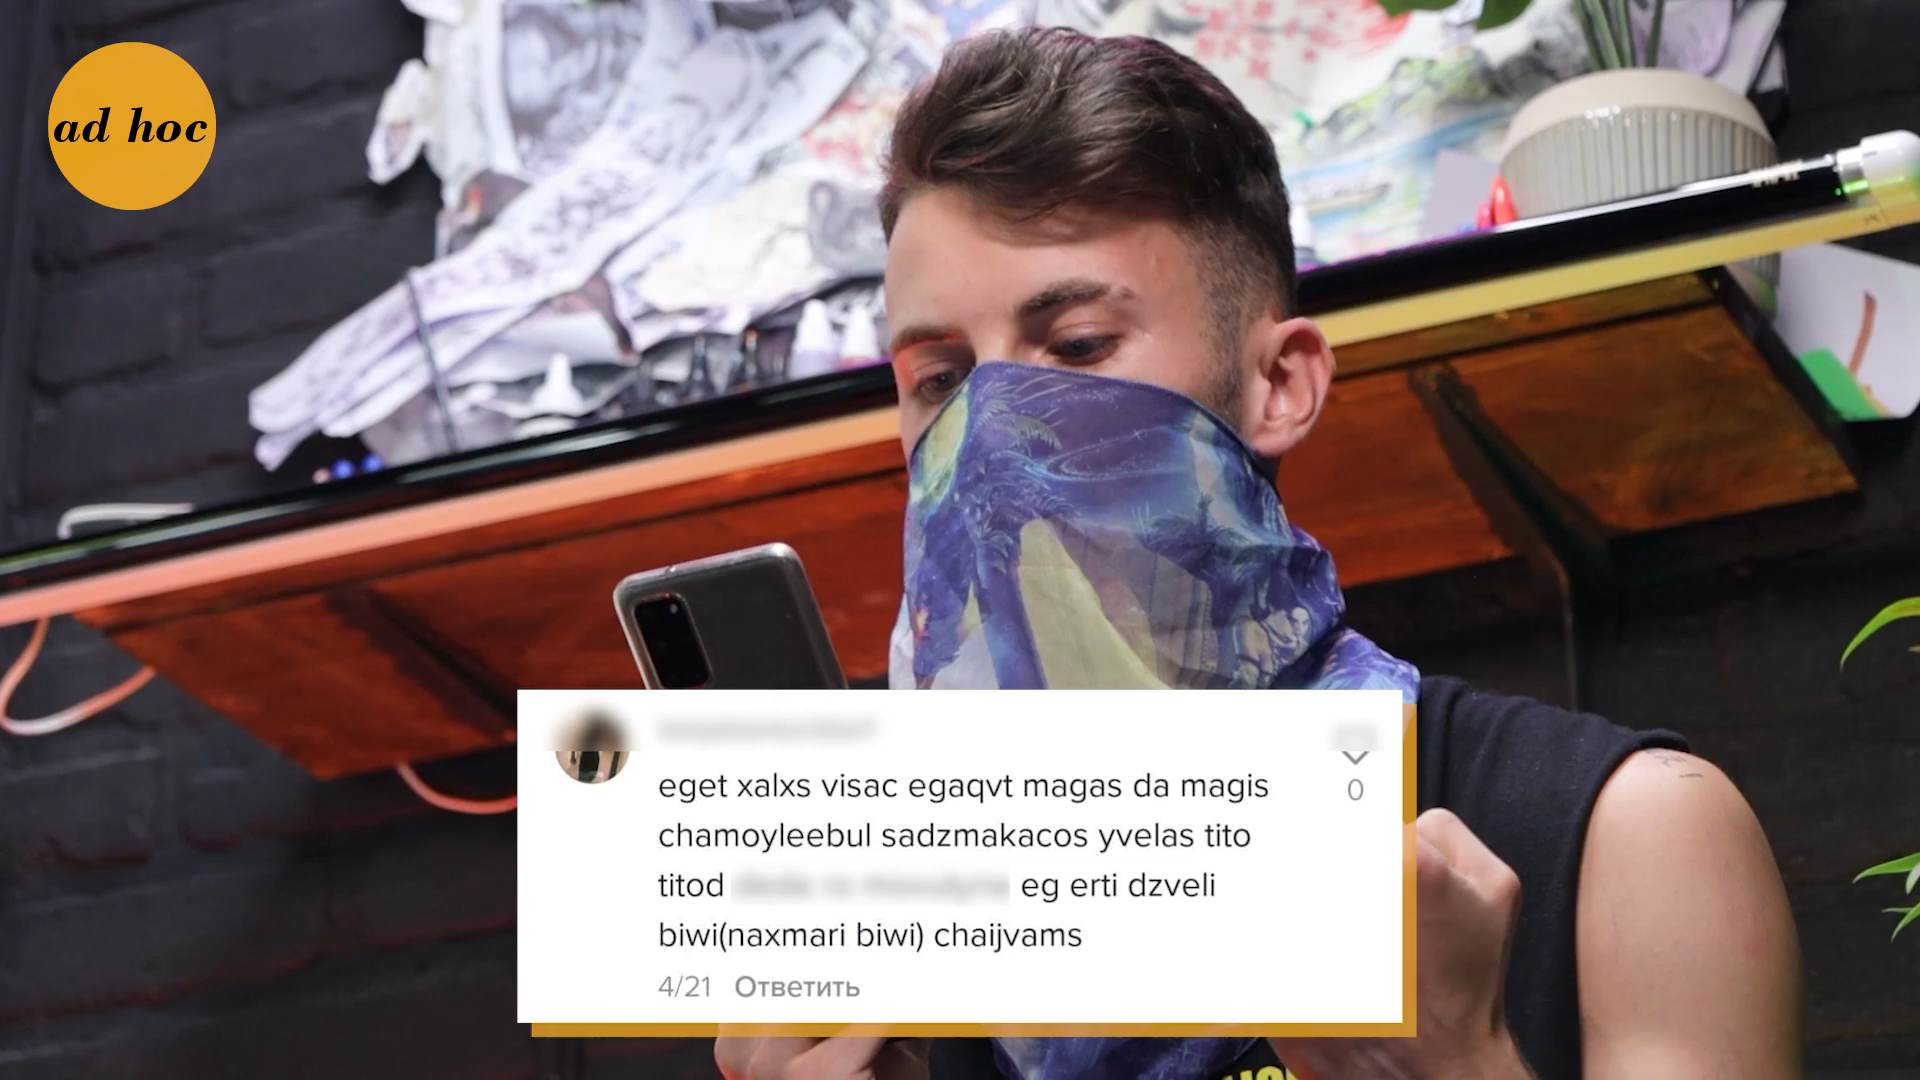 ad hoc
eget xalxs visac egaqvt magas da magis
chamoyleebul sadzmakacos yvelas tito
titod eg erti dzveli
biwi(naxmari biwi) chaijvams
4/21 Ответить
0